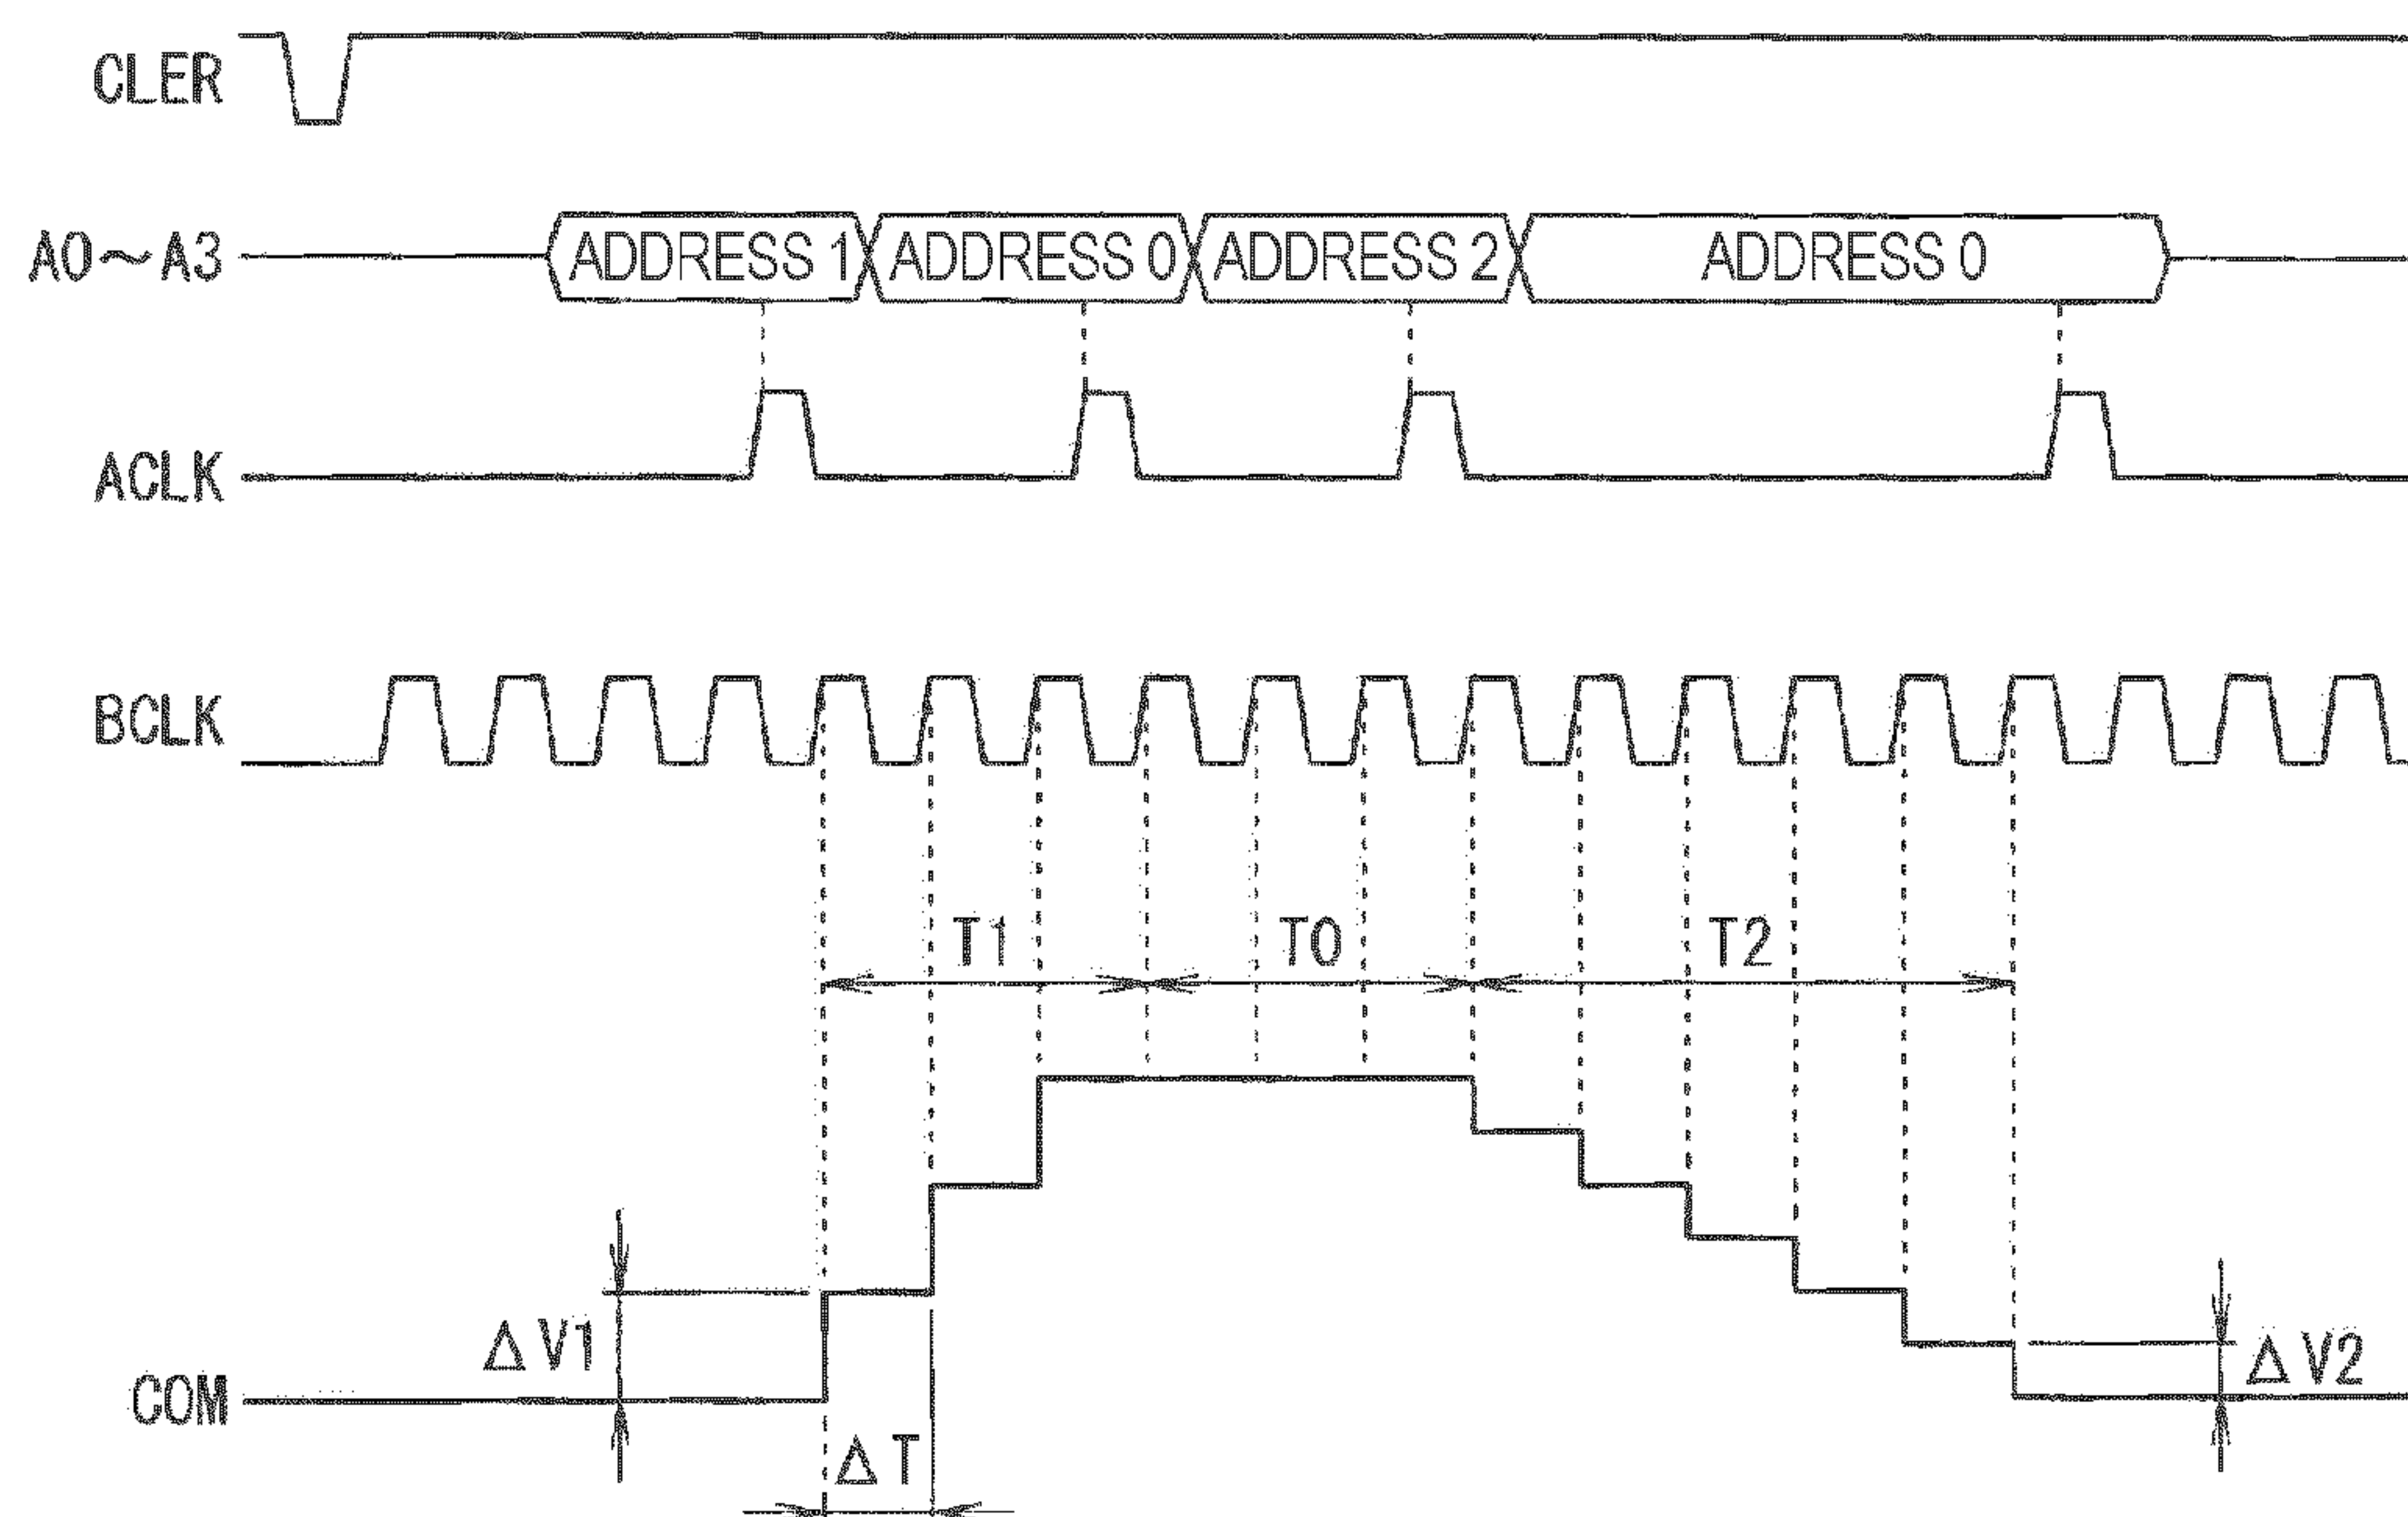 CLER
A0～A3
ADDRESS 1
ADDRESS 0
ADDRESS 2
ADDRESS 0
ACLK
BCLK
T1
T0
T2
ΔV1
ΔV2
COM
ΔT